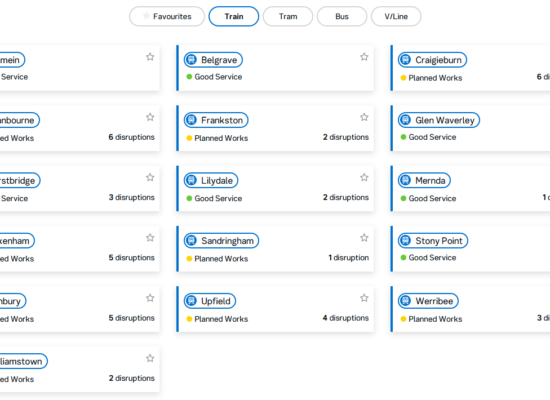 Favourites Train Tram Bus V/Line
mein Belgrave Craigieburn
Service Good Service Planned Works 6 di
nbourne Frankston Glen Waverley
ed Works 6 disruptions Planned Works 2 disruptions Good Service
rstbridge Lilydale Mernda
Service 3 disruptions Good Service 2 disruptions Good Service 1
kenham Sandringham Stony Point
ed Works 5 disruptions Planned Works 1 disruption Good Service
nbury Upfield Werribee
ed Works 5 disruptions Planned Works 4 disruptions Planned Works 3 di
liamstown
ed Works 2 disruptions